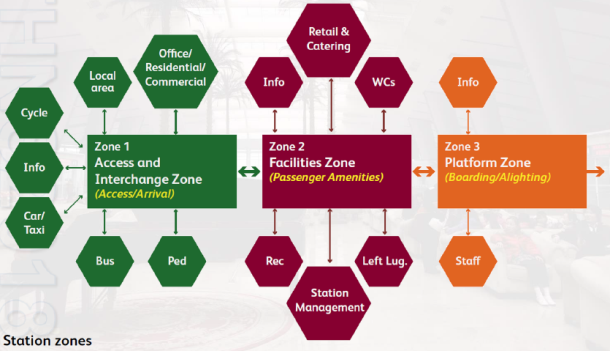 Retail &
Catering
Office/
Residential/
Commercial
Local
area
Info
WCs
Info
Cycle
Info
Car/
Taxi
Zone 1
Access and
Interchange Zone
(Access/Arrival)
Zone 2
Facilities Zone
(Passenger Amenities)
Zone 3
Platform Zone
(Boarding/Alighting)
Bus
Ped
Rec
Station
Management
Left Lug.
Staff
Station zones